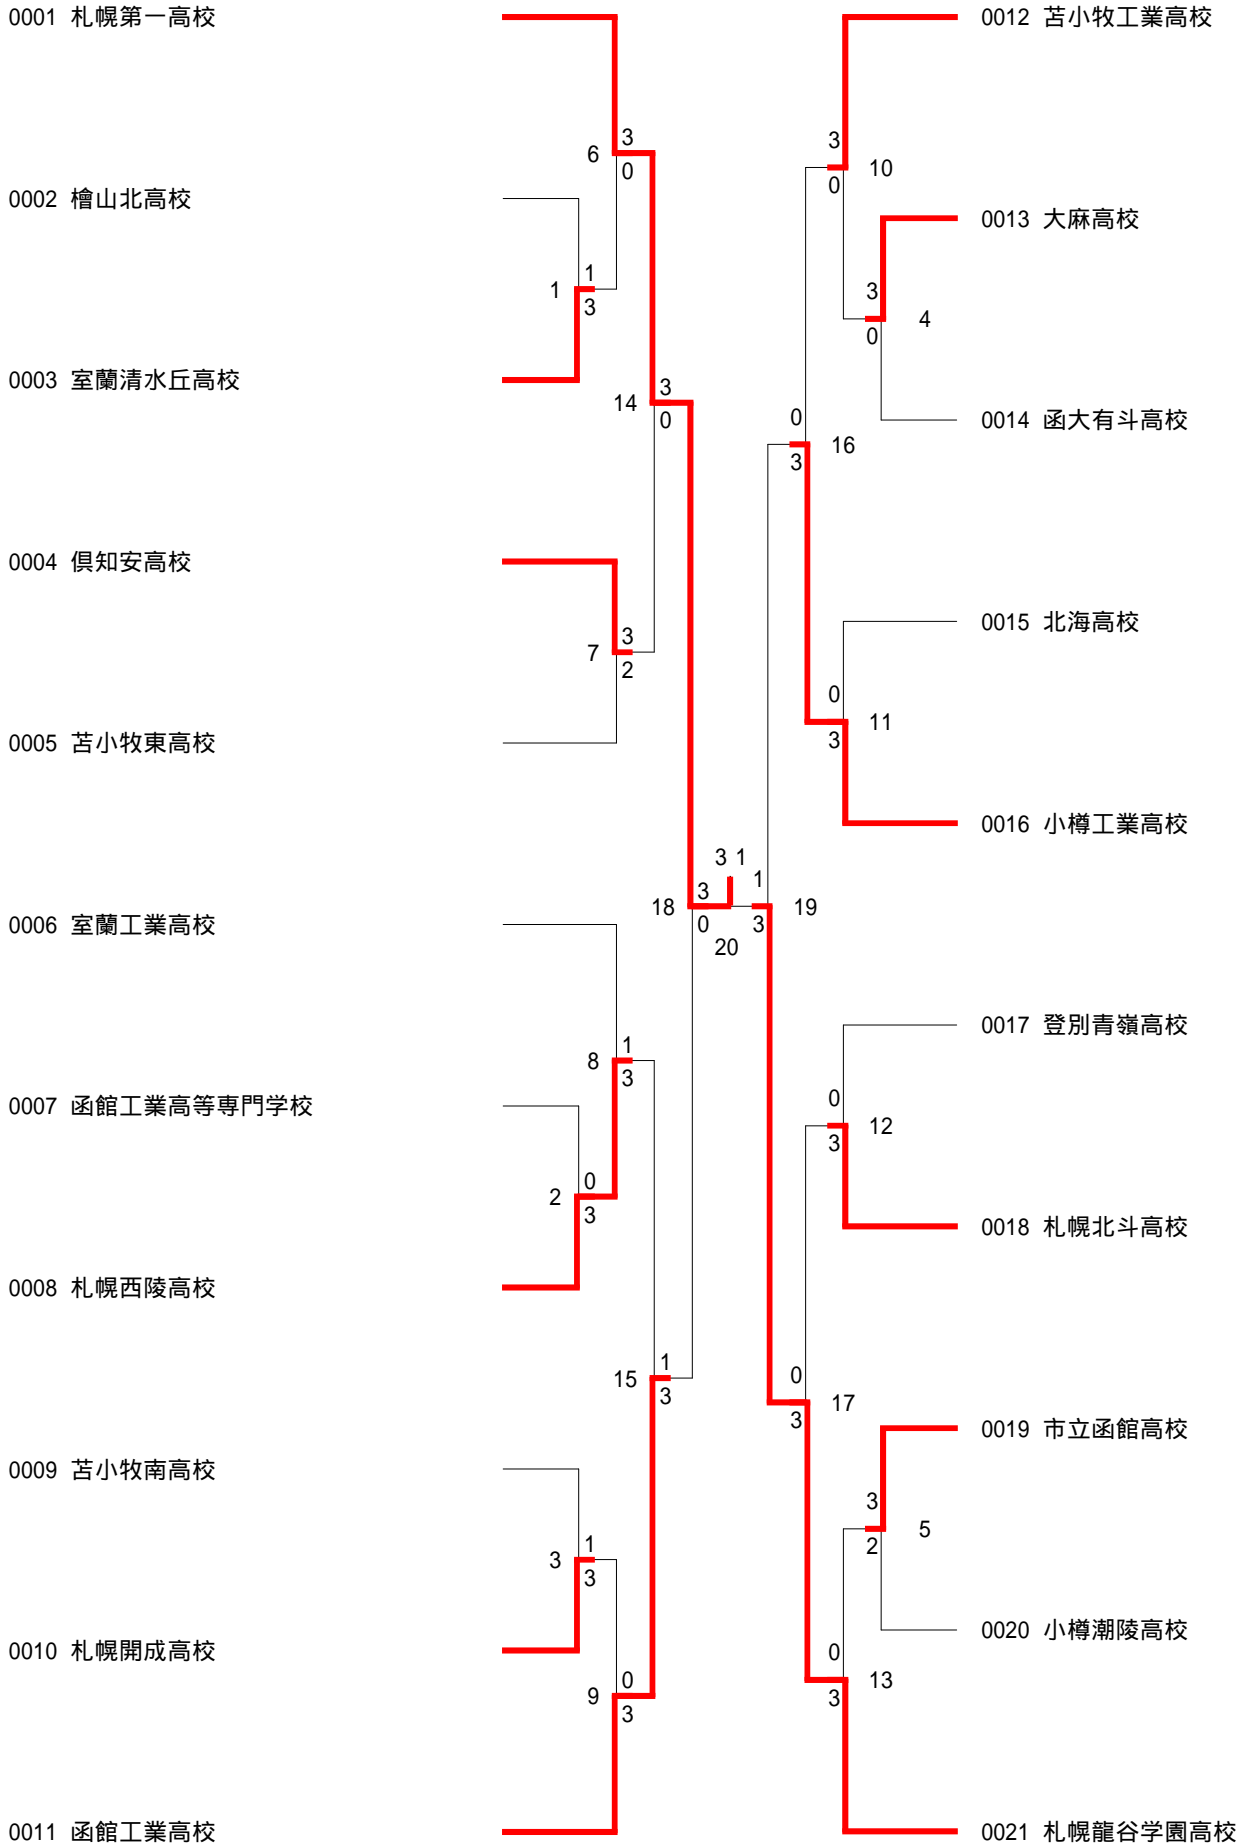 0001 札幌第一高校
0012 苫小牧工業高校
3
6
0
3
0
10
0002 檜山北高校
0013 大麻高校
1
1
3
3
0
4
0003 室蘭清水丘高校
14
3
0
0014 函大有斗高校
0
3
16
0004 倶知安高校
0015 北海高校
7
3
2
0
3
11
0005 苫小牧東高校
0016 小樽工業高校
3 1
18
3
0
20
1
3
19
0006 室蘭工業高校
0017 登別青嶺高校
8
1
3
0007 函館工業高等専門学校
0
3
12
2
0
3
0018 札幌北斗高校
0008 札幌西陵高校
15
1
3
0
3
17
0019 市立函館高校
0009 苫小牧南高校
3
2
5
3
1
3
0010 札幌開成高校
0020 小樽潮陵高校
9
0
3
0
3
13
0011 函館工業高校
0021 札幌龍谷学園高校